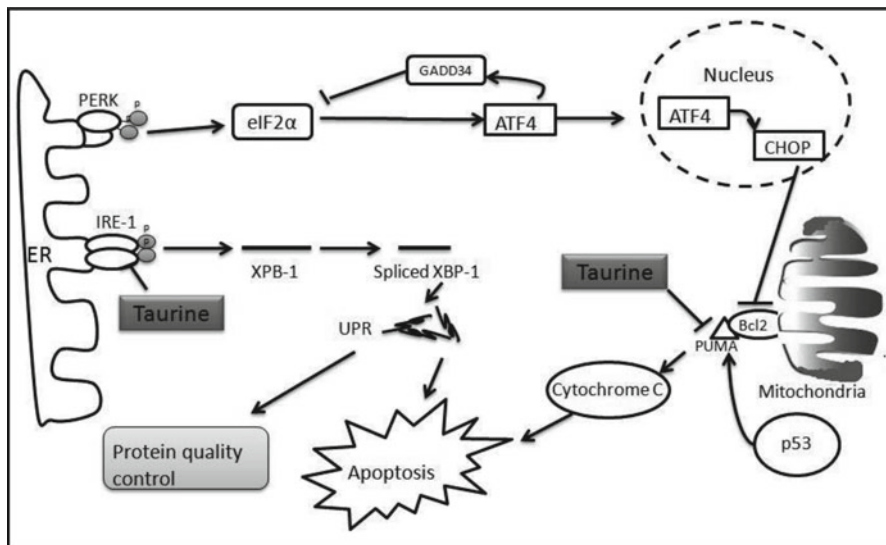 GADD34
Nucleus
PERK
p
p
eIF2α
ATF4
ATF4
CHOP
IRE-1
p
p
ER
XPB-1
Spliced XBP-1
Taurine
Taurine
UPR
Bcl2
PUMA
Mitochondria
Cytochrome C
p53
Protein quality
control
Apoptosis